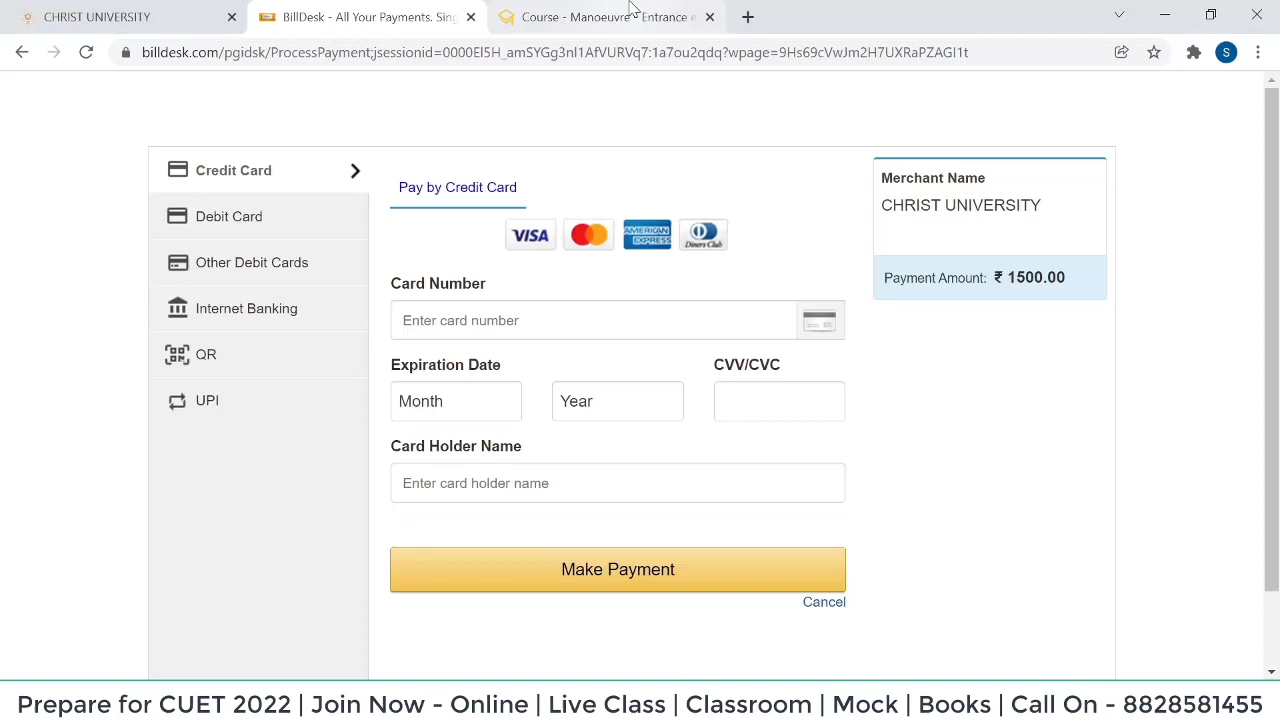 CHRIST UNIVERSITY
BillDesk - All Your Payments. Sing
Course - Manoeuvre - Entrance e
billdesk.com/pgidsk/ProcessPayment;jsessionid=0000EI5H_amSYGg3nI1AfVURVq7:1a7ou2qdq?wpage=9Hs69cVwJm2H7UXRaPZAGI1t
S
Credit Card
Debit Card
Other Debit Cards
Internet Banking
QR
UPI
Pay by Credit Card
VISA
AMERICAN EXPRESS
Diners Club
Card Number
Enter card number
Expiration Date
CVV/CVC
Month
Year
Card Holder Name
Enter card holder name
Make Payment
Cancel
Merchant Name
CHRIST UNIVERSITY
Payment Amount: ₹ 1500.00
Prepare for CUET 2022 | Join Now - Online | Live Class | Classroom | Mock | Books | Call On - 8828581455